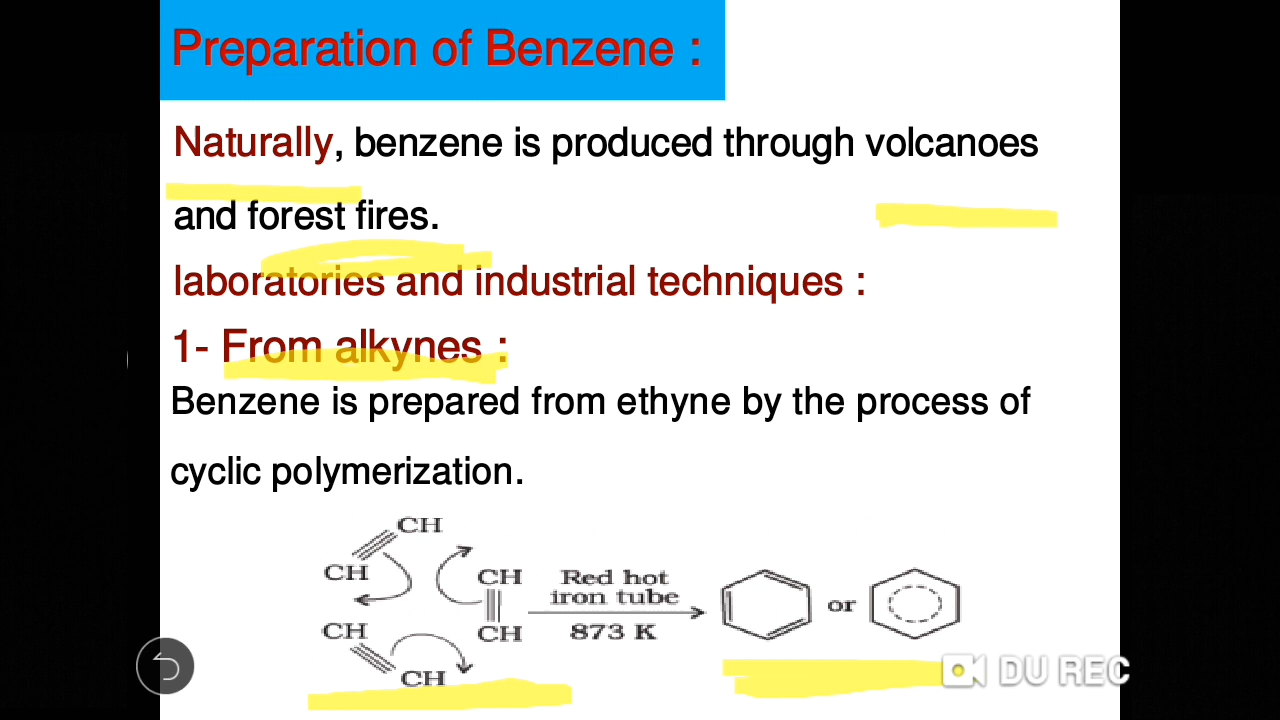 Preparation of Benzene :
Naturally, benzene is produced through volcanoes
and forest fires.
laboratories and industrial techniques :
1- From alkynes :
Benzene is prepared from ethyne by the process of
cyclic polymerization.
CH
CH
CH
CH
CH
CH
Red hot
iron tube
873 K
or
DU REC